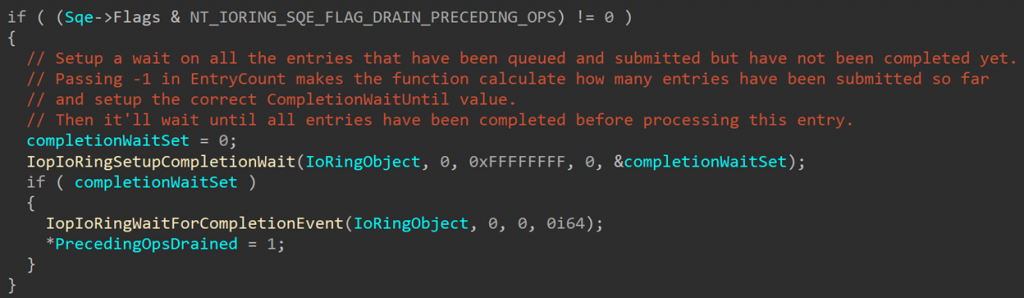 if ( (Sqe->Flags & NT_IORING_SQE_FLAG_DRAIN_PRECEDING_OPS) != 0 )
{
  // Setup a wait on all the entries that have been queued and submitted but have not been completed yet.
  // Passing -1 in EntryCount makes the function calculate how many entries have been submitted so far
  // and setup the correct CompletionWaitUntil value.
  // Then it'll wait until all entries have been completed before processing this entry.
  completionWaitSet = 0;
  IopIoRingSetupCompletionWait(IoRingObject, 0, 0xFFFFFFFF, 0, &completionWaitSet);
  if ( completionWaitSet )
  {
    IopIoRingWaitForCompletionEvent(IoRingObject, 0, 0, 0i64);
    *PrecedingOpsDrained = 1;
  }
}